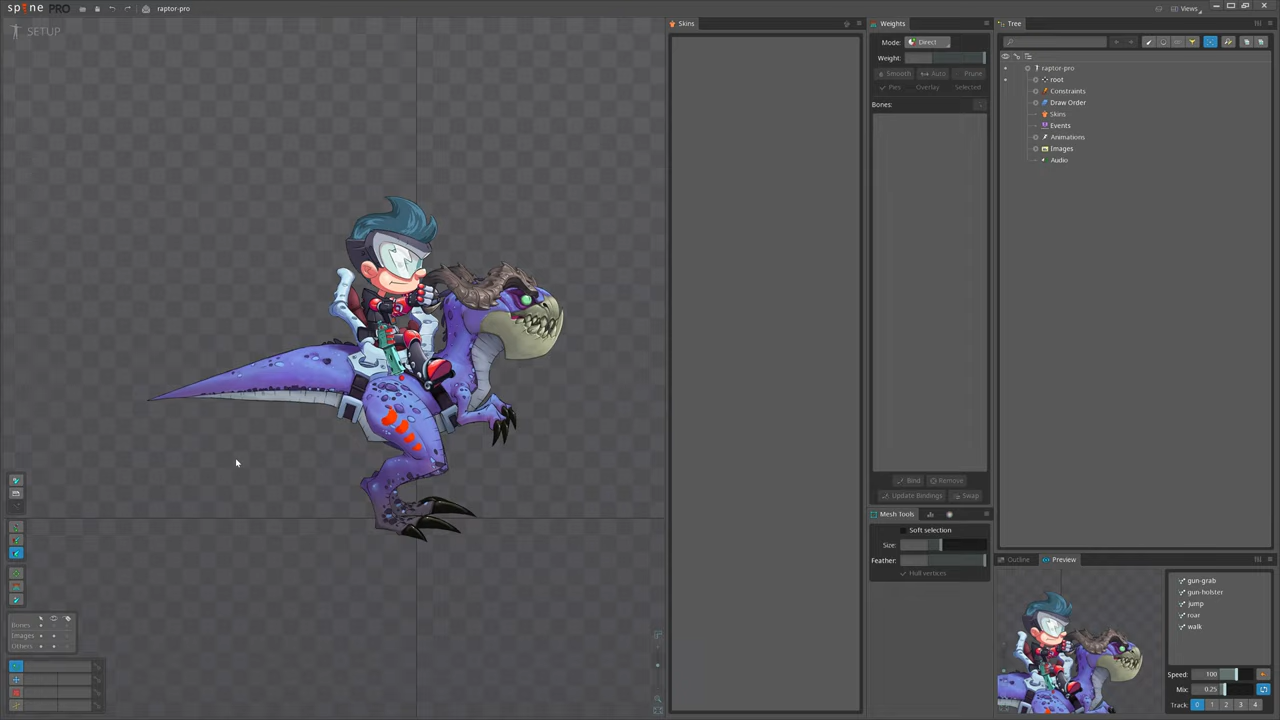 spine PRO
raptor-pro
Views
SETUP
Skins
Weights
Tree
Mode: Direct
Weight:
Smooth Auto Prune
Pies Overlay Selected
Bones:
raptor-pro
root
Constraints
Draw Order
Skins
Events
Animations
Images
Audio
Bind Remove
Update Bindings Swap
Mesh Tools
Soft selection
Size:
Feather:
Hull vertices
Outline Preview
gun-grab
gun-holster
jump
roar
walk
Speed: 100
Mix: 0.25
Track: 0 1 2 3 4
Bones
Images
Others